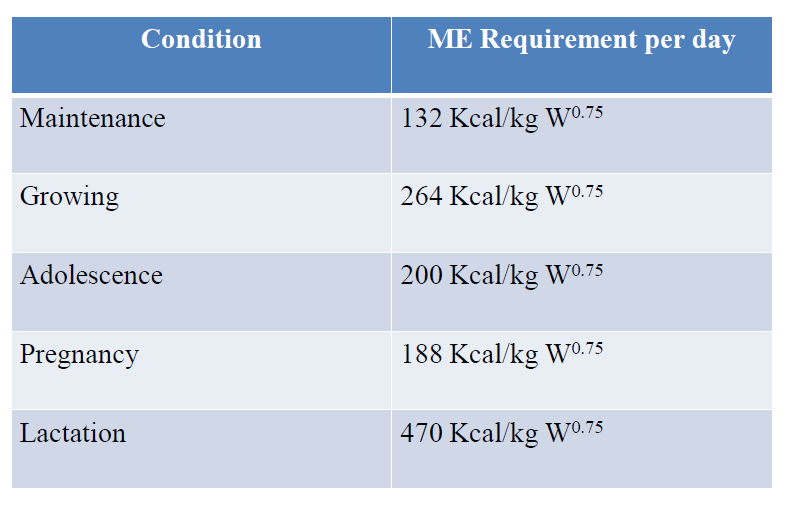 Condition ME Requirement per day
Maintenance 132 Kcal/kg W^0.75
Growing 264 Kcal/kg W^0.75
Adolescence 200 Kcal/kg W^0.75
Pregnancy 188 Kcal/kg W^0.75
Lactation 470 Kcal/kg W^0.75